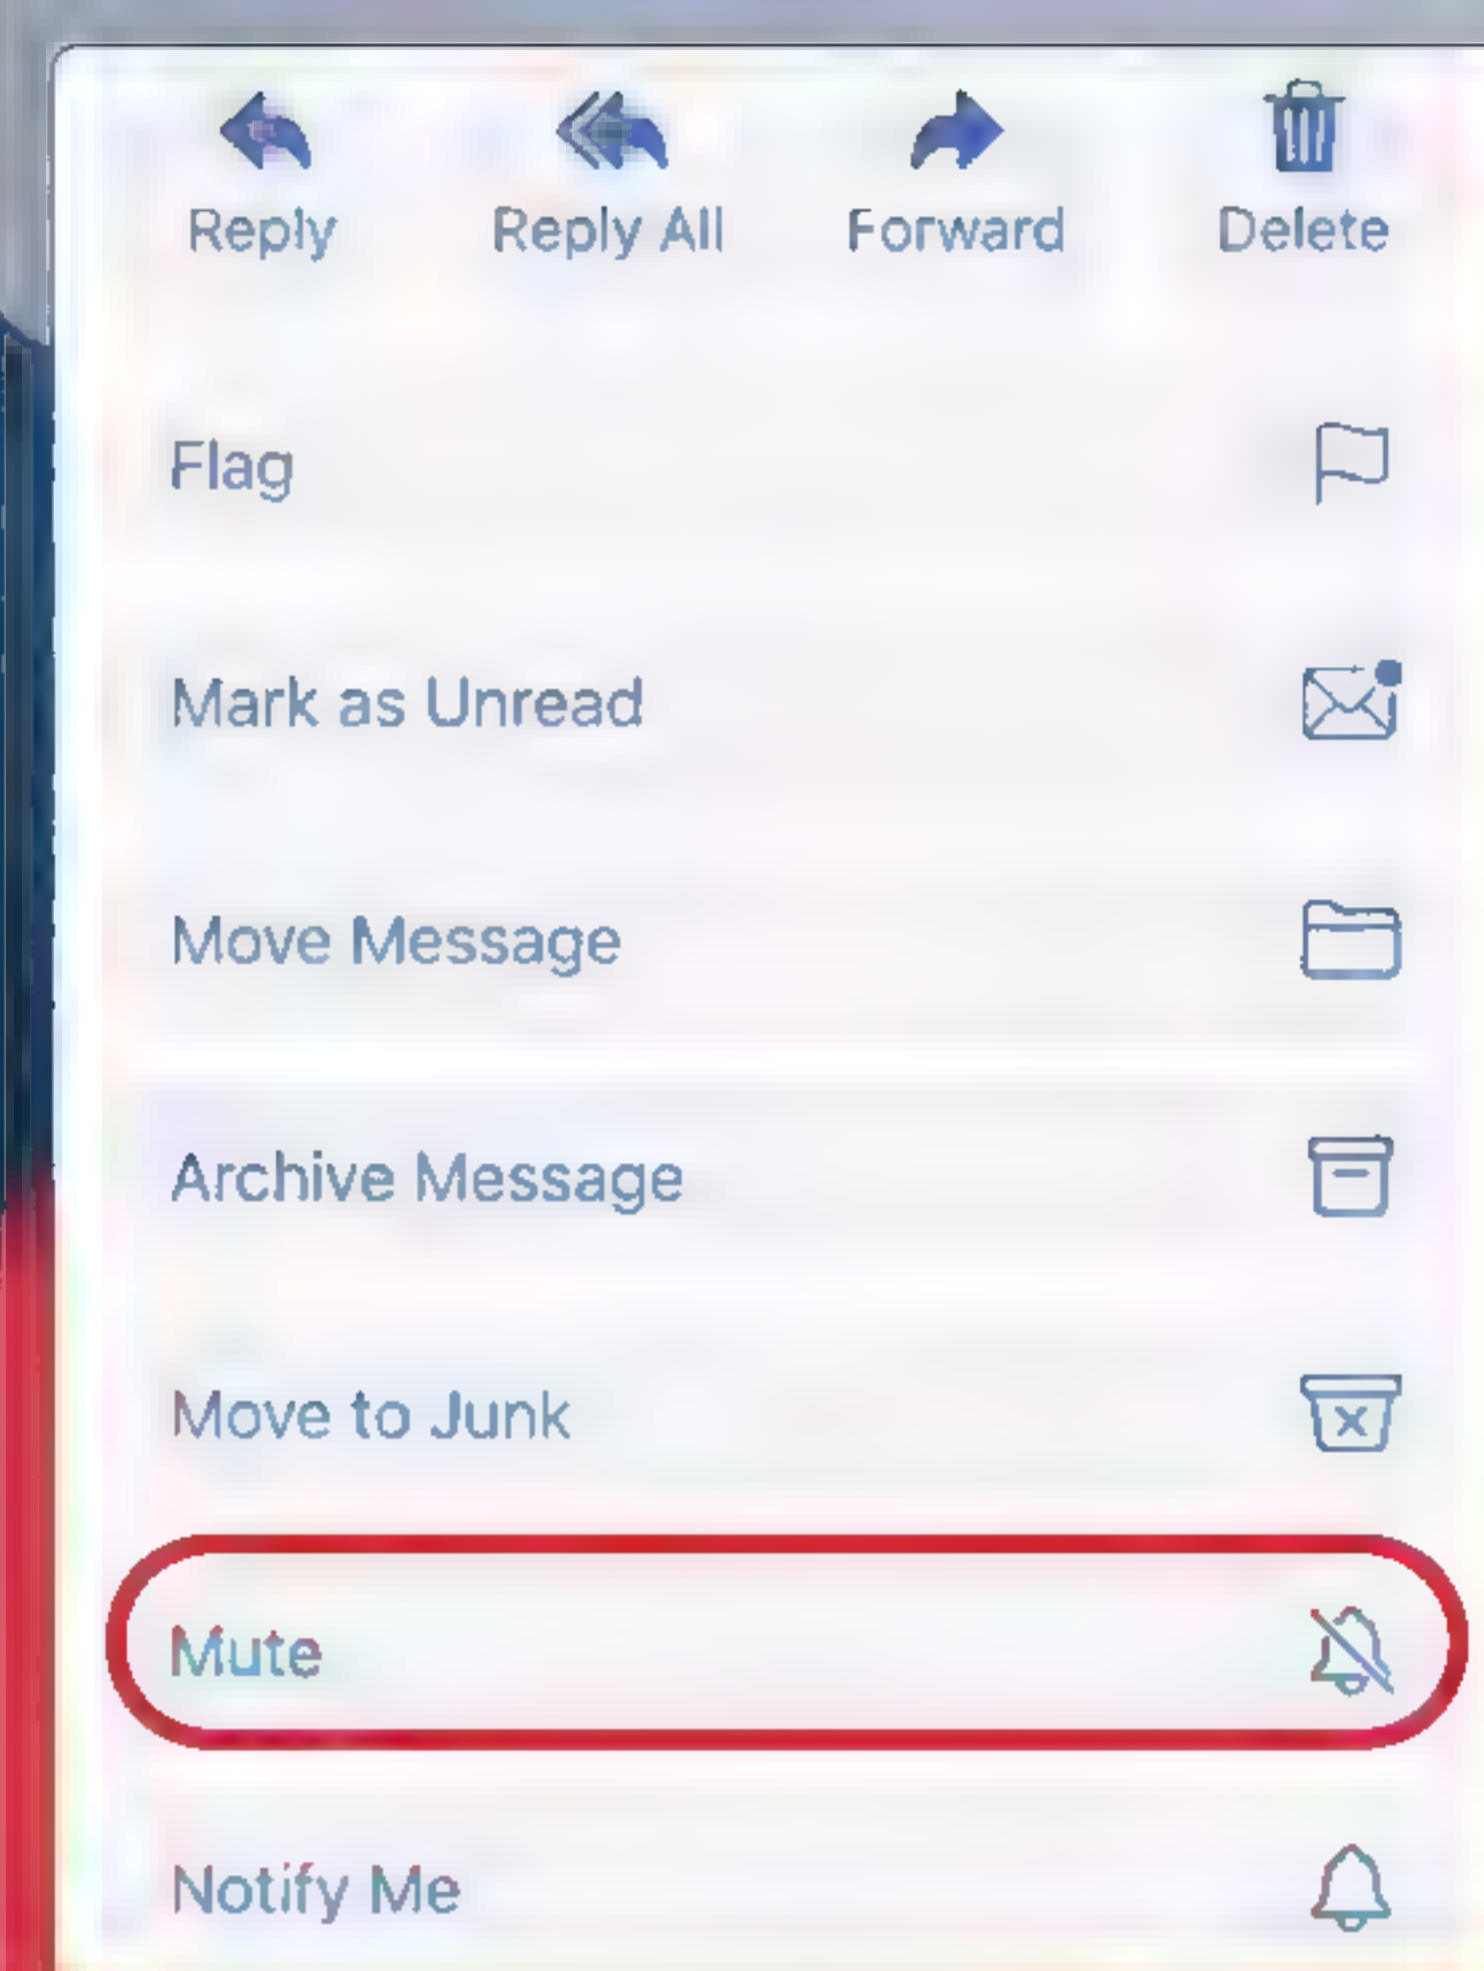 Reply Reply All Forward Delete
Flag
Mark as Unread
Move Message
Archive Message
Move to Junk
Mute
Notify Me